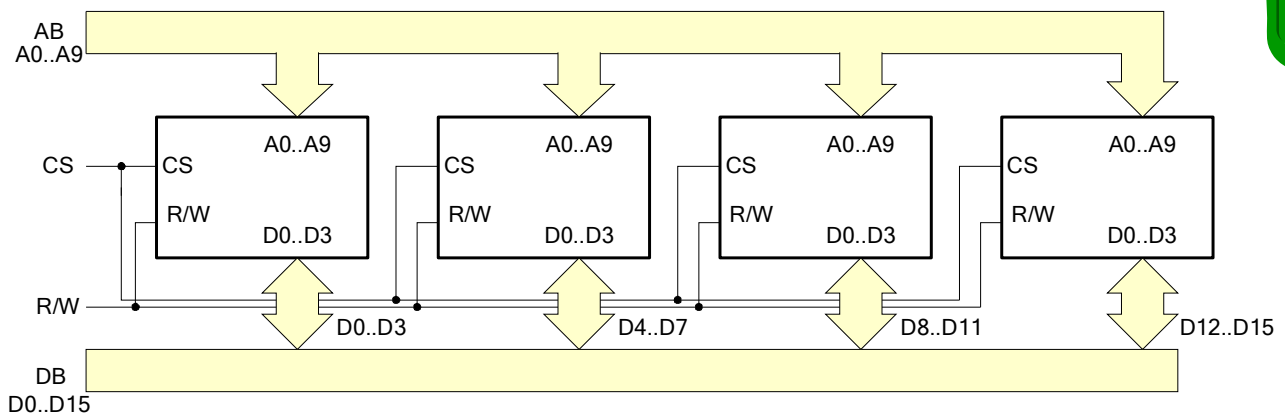 AB
A0..A9
A0..A9
A0..A9
A0..A9
A0..A9
CS
CS
CS
CS
CS
R/W
R/W
R/W
R/W
D0..D3
D0..D3
D0..D3
D0..D3
R/W
D0..D3
D4..D7
D8..D11
D12..D15
DB
D0..D15